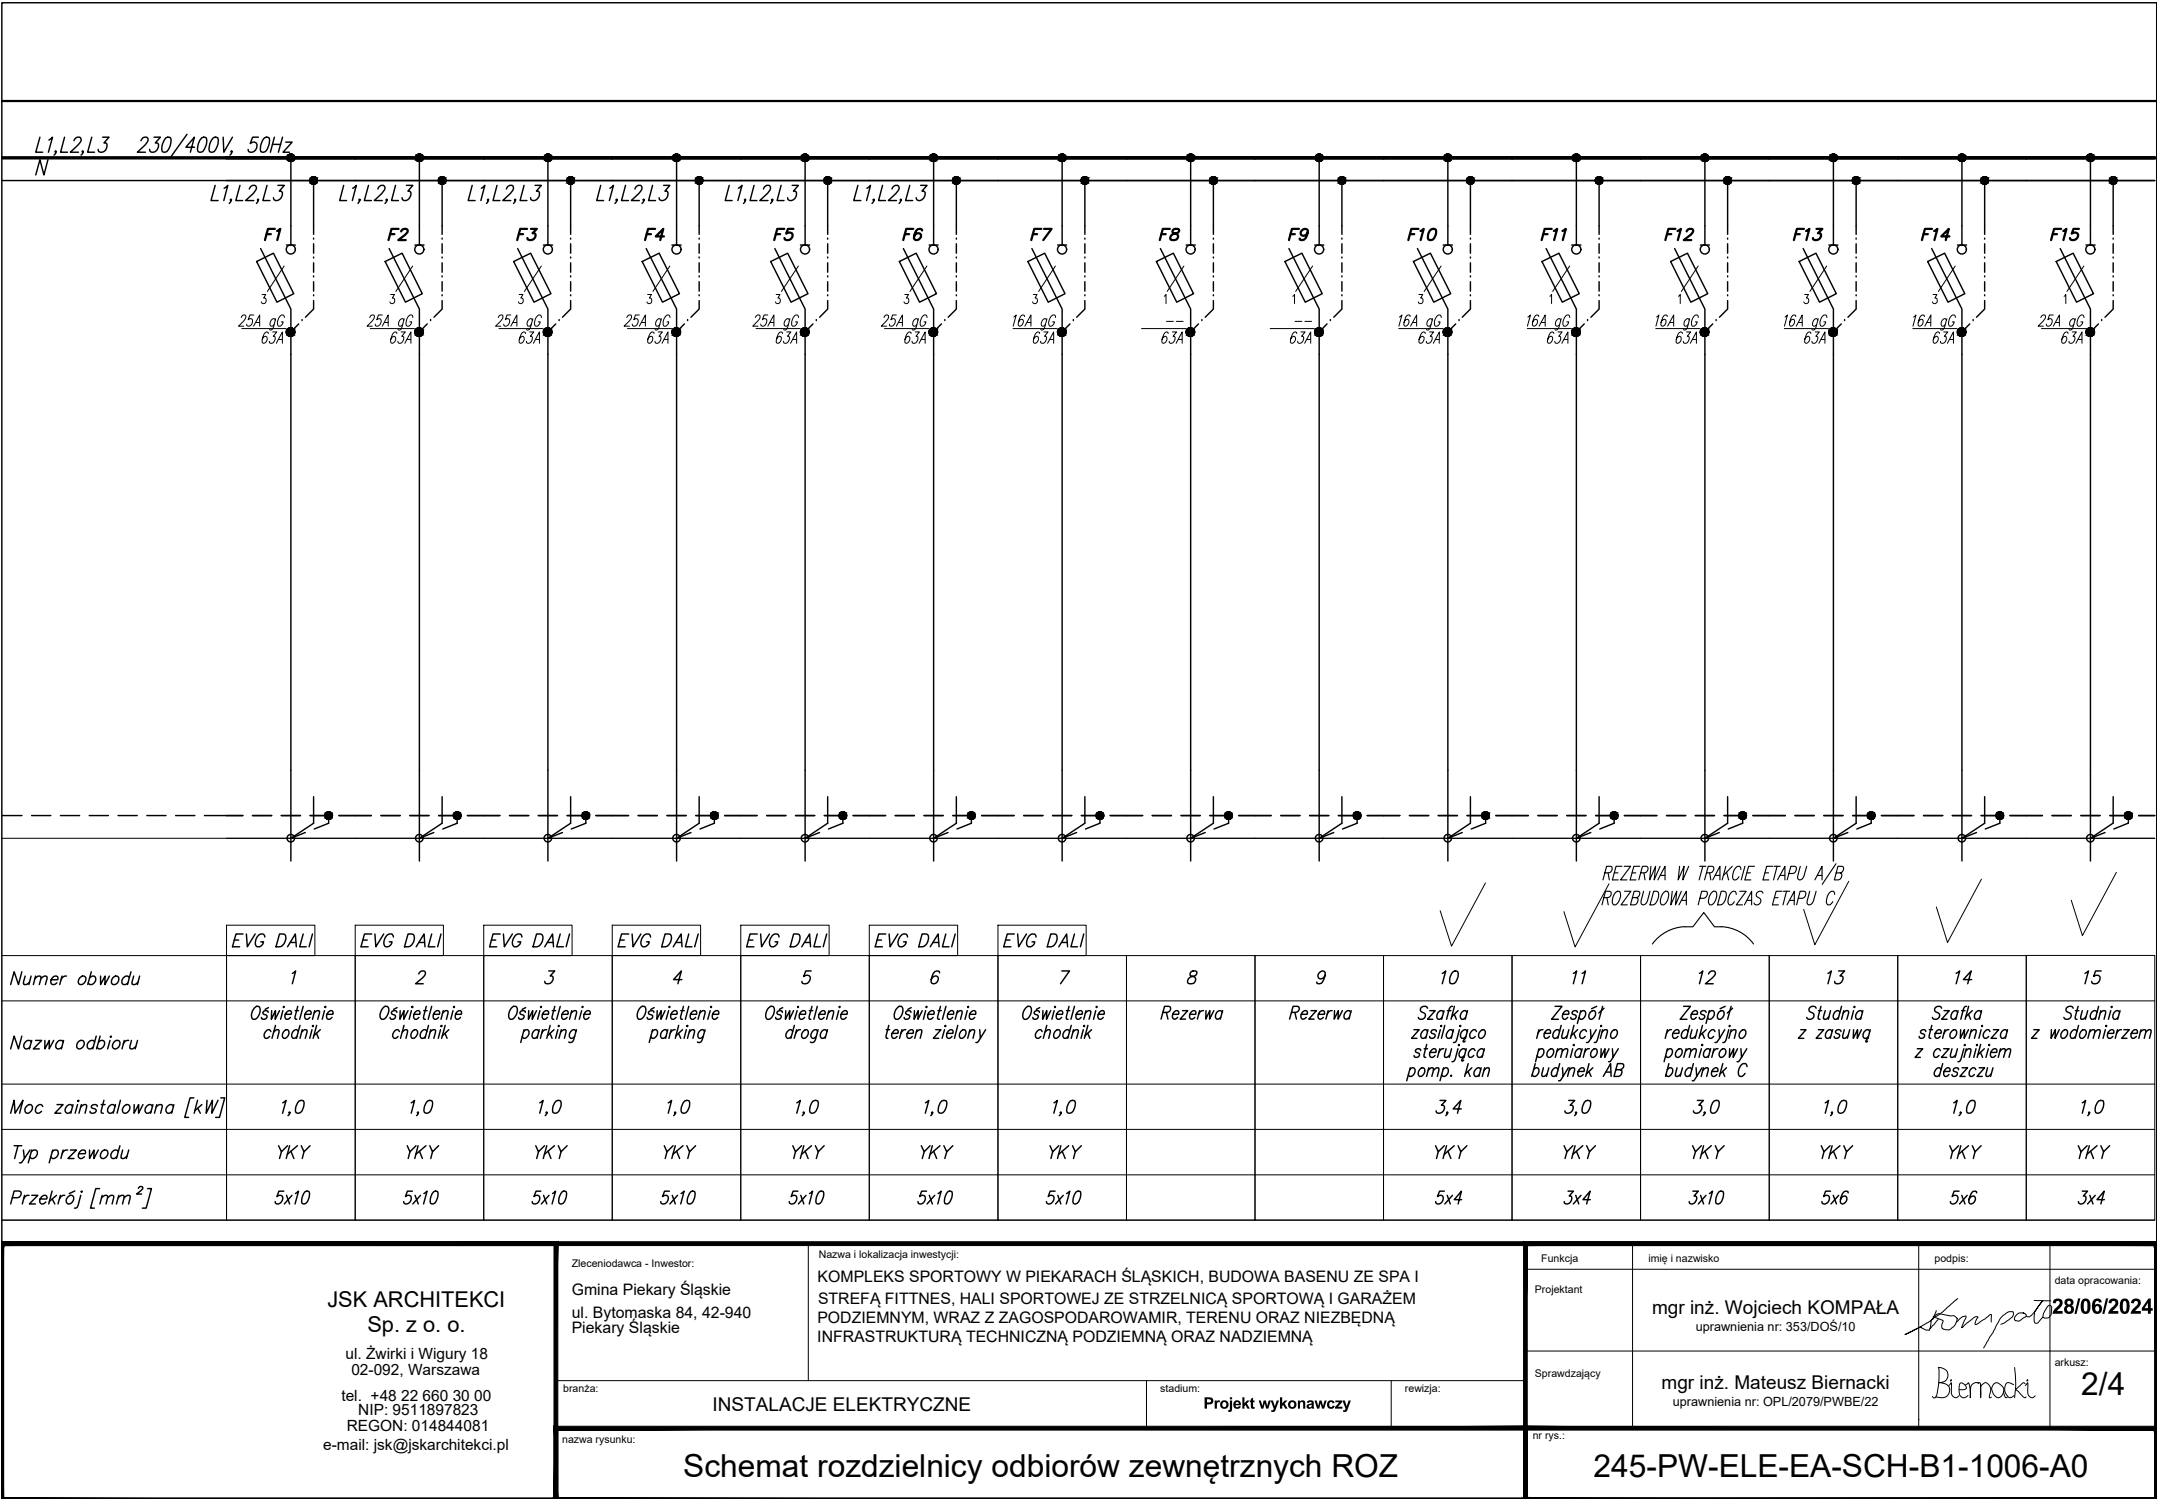 L1,L2,L3 230/400V, 50Hz
N
L1,L2,L3 L1,L2,L3 L1,L2,L3 L1,L2,L3 L1,L2,L3 L1,L2,L3
F1 F2 F3 F4 F5 F6 F7 F8 F9 F10 F11 F12 F13 F14 F15
3 3 3 3 3 3 3 1 1 3 1 1 3 3 1
25A gG 25A gG 25A gG 25A gG 25A gG 25A gG 16A gG -- -- 16A gG 16A gG 16A gG 16A gG 16A gG 25A gG
63A 63A 63A 63A 63A 63A 63A 63A 63A 63A 63A 63A 63A 63A 63A
REZERWA W TRAKCIE ETAPU A/B
ROZBUDOWA PODCZAS ETAPU C
EVG DALI EVG DALI EVG DALI EVG DALI EVG DALI EVG DALI EVG DALI
Numer obwodu 1 2 3 4 5 6 7 8 9 10 11 12 13 14 15
Nazwa odbioru
Oświetlenie
chodnik
Oświetlenie
chodnik
Oświetlenie
parking
Oświetlenie
parking
Oświetlenie
droga
Oświetlenie
teren zielony
Oświetlenie
chodnik
Rezerwa
Rezerwa
Szafka
zasilająco
sterująca
pomp. kan
Zespół
redukcyjno
pomiarowy
budynek AB
Zespół
redukcyjno
pomiarowy
budynek C
Studnia
z zasuwą
Szafka
sterownicza
z czujnikiem
deszczu
Studnia
z wodomierzem
Moc zainstalowana [kW] 1,0 1,0 1,0 1,0 1,0 1,0 1,0 3,4 3,0 3,0 1,0 1,0 1,0
Typ przewodu YKY YKY YKY YKY YKY YKY YKY YKY YKY YKY YKY YKY YKY
Przekrój [mm²] 5x10 5x10 5x10 5x10 5x10 5x10 5x10 5x4 3x4 3x10 5x6 5x6 3x4
JSK ARCHITEKCI
Sp. z o. o.
ul. Żwirki i Wigury 18
02-092, Warszawa
tel. +48 22 660 30 00
NIP: 9511897823
REGON: 014844081
e-mail: jsk@jskarchitekci.pl
Zleceniodawca - Inwestor:
Gmina Piekary Śląskie
ul. Bytomaska 84, 42-940
Piekary Śląskie
Nazwa i lokalizacja inwestycji:
KOMPLEKS SPORTOWY W PIEKARACH ŚLĄSKICH, BUDOWA BASENU ZE SPA I
STREFĄ FITTNES, HALI SPORTOWEJ ZE STRZELNICĄ SPORTOWĄ I GARAŻEM
PODZIEMNYM, WRAZ Z ZAGOSPODAROWAMIR, TERENU ORAZ NIEZBĘDNĄ
INFRASTRUKTURĄ TECHNICZNĄ PODZIEMNĄ ORAZ NADZIEMNĄ
branża:
INSTALACJE ELEKTRYCZNE
stadium:
Projekt wykonawczy
rewizja:
nazwa rysunku:
Schemat rozdzielnicy odbiorów zewnętrznych ROZ
Funkcja imię i nazwisko podpis:
Projektant
mgr inż. Wojciech KOMPAŁA
uprawnienia nr: 353/DOŚ/10
Kompała
data opracowania:
28/06/2024
Sprawdzający
mgr inż. Mateusz Biernacki
uprawnienia nr: OPL/2079/PWBE/22
Biernacki
arkusz:
2/4
nr rys.:
245-PW-ELE-EA-SCH-B1-1006-A0